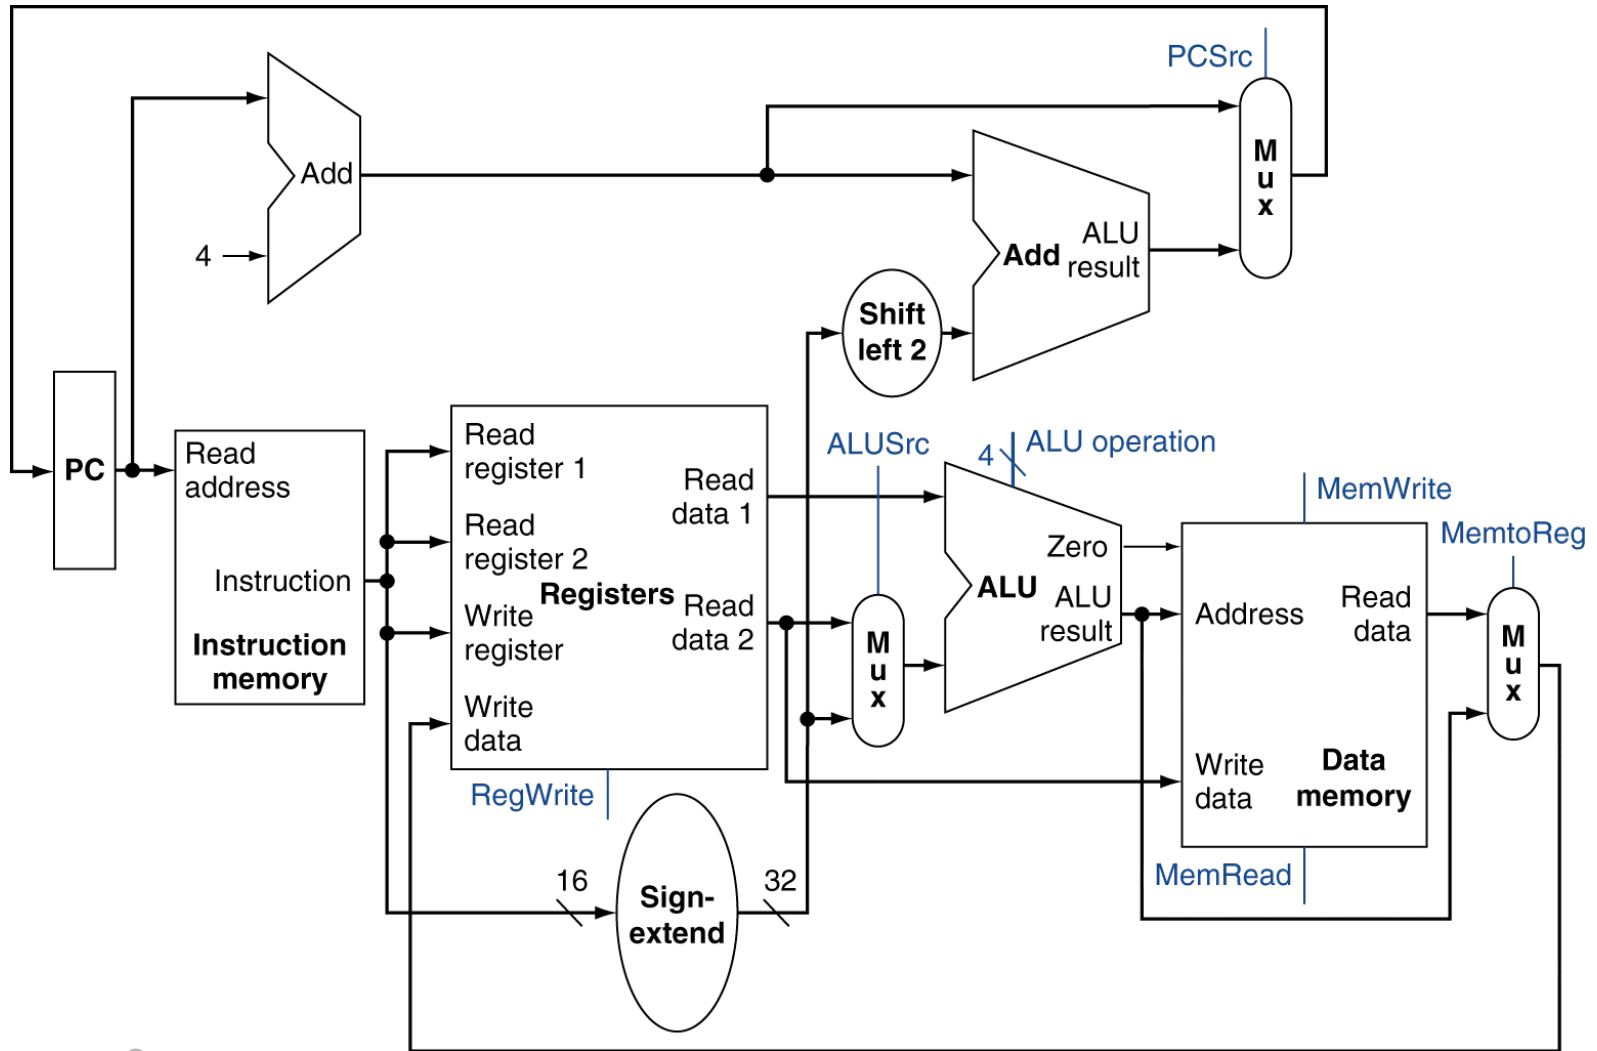 PCSrc
M
u
x
Add
4
Add
ALU
result
Shift
left 2
PC
Read
address
Instruction
Instruction
memory
Read
register 1
Read
register 2
Write
register
Write
data
Registers
Read
data 1
Read
data 2
RegWrite
16
Sign-
extend
32
ALUSrc
M
u
x
4
ALU operation
Zero
ALU
ALU
result
MemWrite
Address
Read
data
Write
data
Data
memory
MemRead
MemtoReg
M
u
x